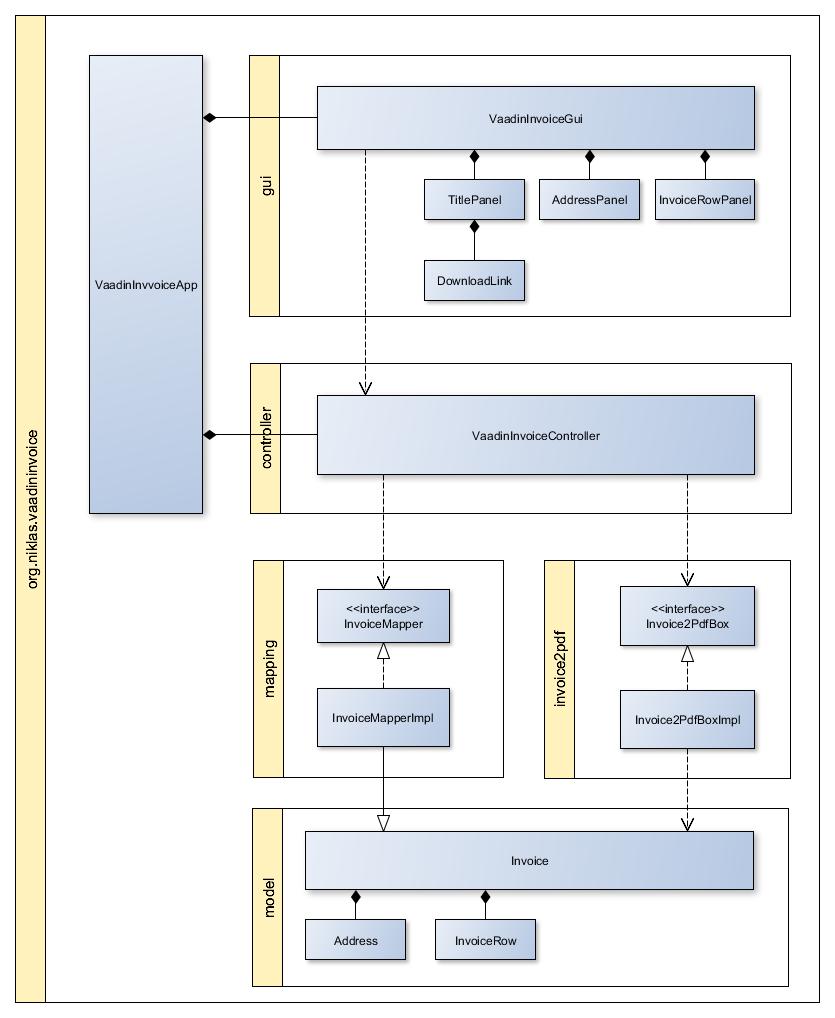 org.niklas.vaadininvoice
VaadinInvvoiceApp
gui
VaadinInvoiceGui
TitlePanel
AddressPanel
InvoiceRowPanel
DownloadLink
controller
VaadinInvoiceController
mapping
<<interface>>
InvoiceMapper
InvoiceMapperImpl
invoice2pdf
<<interface>>
Invoice2PdfBox
Invoice2PdfBoxImpl
model
Invoice
Address
InvoiceRow